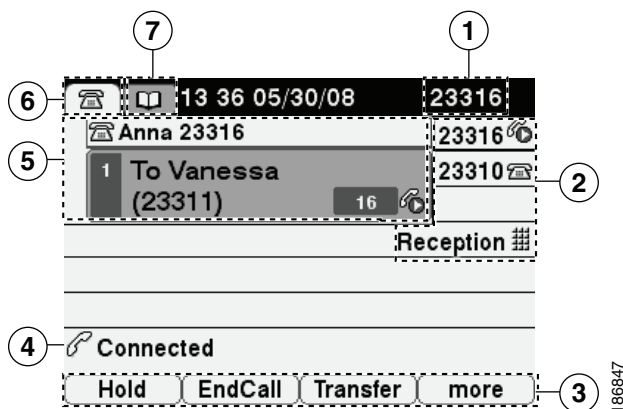 7 1
6 13 36 05/30/08 23316
Anna 23316 23316
5 1 To Vanessa 23310 2
(23311) 16
Reception
4 Connected
Hold EndCall Transfer more 3
186847